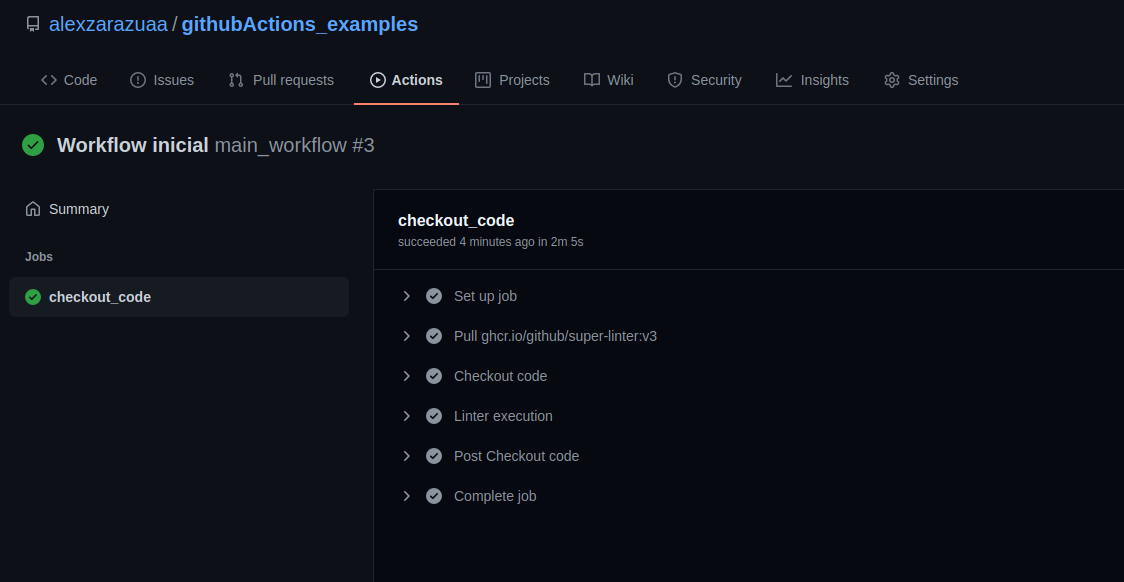 alexzarazuaa / githubActions_examples
Code Issues Pull requests Actions Projects Wiki Security Insights Settings
Workflow inicial main_workflow #3
Summary
Jobs
checkout_code
checkout_code
succeeded 4 minutes ago in 2m 5s
Set up job
Pull ghcr.io/github/super-linter:v3
Checkout code
Linter execution
Post Checkout code
Complete job